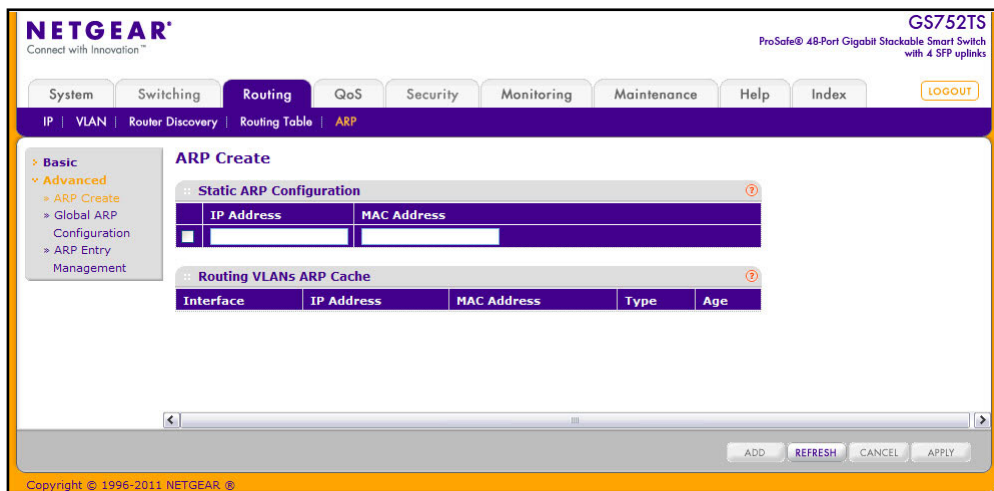 NETGEAR®
Connect with Innovation™
GS752TS
ProSafe® 48-Port Gigabit Stackable Smart Switch
with 4 SFP uplinks
System Switching Routing QoS Security Monitoring Maintenance Help Index LOGOUT
IP | VLAN | Router Discovery | Routing Table | ARP
Basic
Advanced
» ARP Create
» Global ARP
Configuration
» ARP Entry
Management
ARP Create
Static ARP Configuration ?
IP Address MAC Address
Routing VLANs ARP Cache ?
Interface IP Address MAC Address Type Age
ADD REFRESH CANCEL APPLY
Copyright © 1996-2011 NETGEAR ®